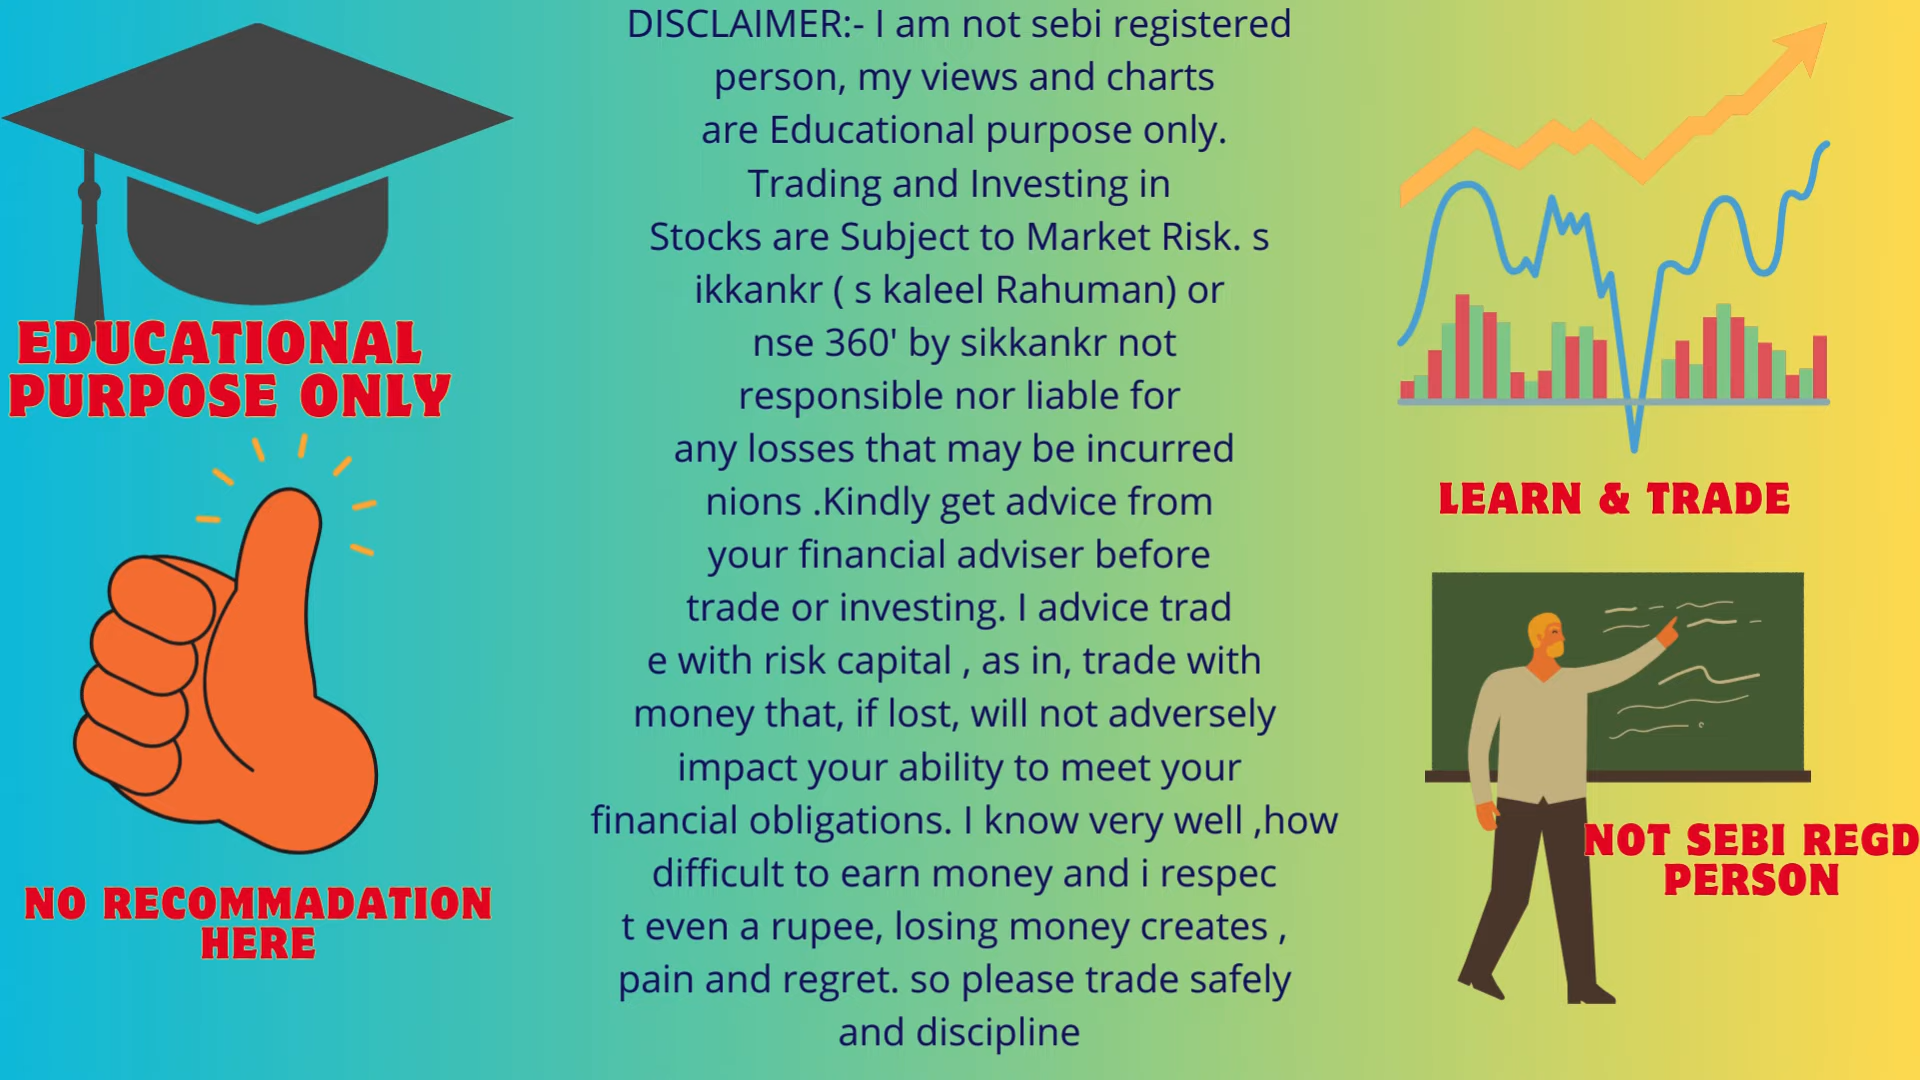 DISCLAIMER:- I am not sebi registered
person, my views and charts
are Educational purpose only.
Trading and Investing in
Stocks are Subject to Market Risk. s
ikkankr ( s kaleel Rahuman) or
nse 360' by sikkankr not
responsible nor liable for
any losses that may be incurred
nions .Kindly get advice from
your financial adviser before
trade or investing. I advice trad
e with risk capital , as in, trade with
money that, if lost, will not adversely
impact your ability to meet your
financial obligations. I know very well ,how
difficult to earn money and i respec
t even a rupee, losing money creates ,
pain and regret. so please trade safely
and discipline
EDUCATIONAL
PURPOSE ONLY
NO RECOMMADATION
HERE
LEARN & TRADE
NOT SEBI REGD
PERSON